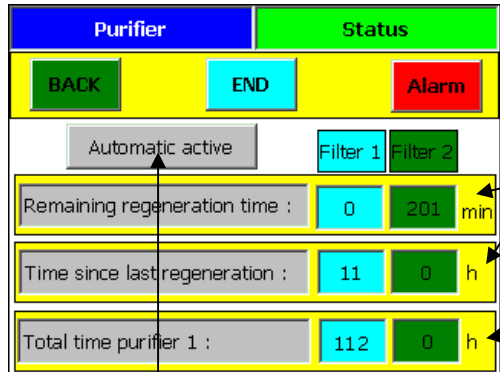 Purifier Status
BACK END Alarm
Automatic active Filter 1 Filter 2
Remaining regeneration time : 0 201 min
Time since last regeneration : 11 0 h
Total time purifier 1 : 112 0 h